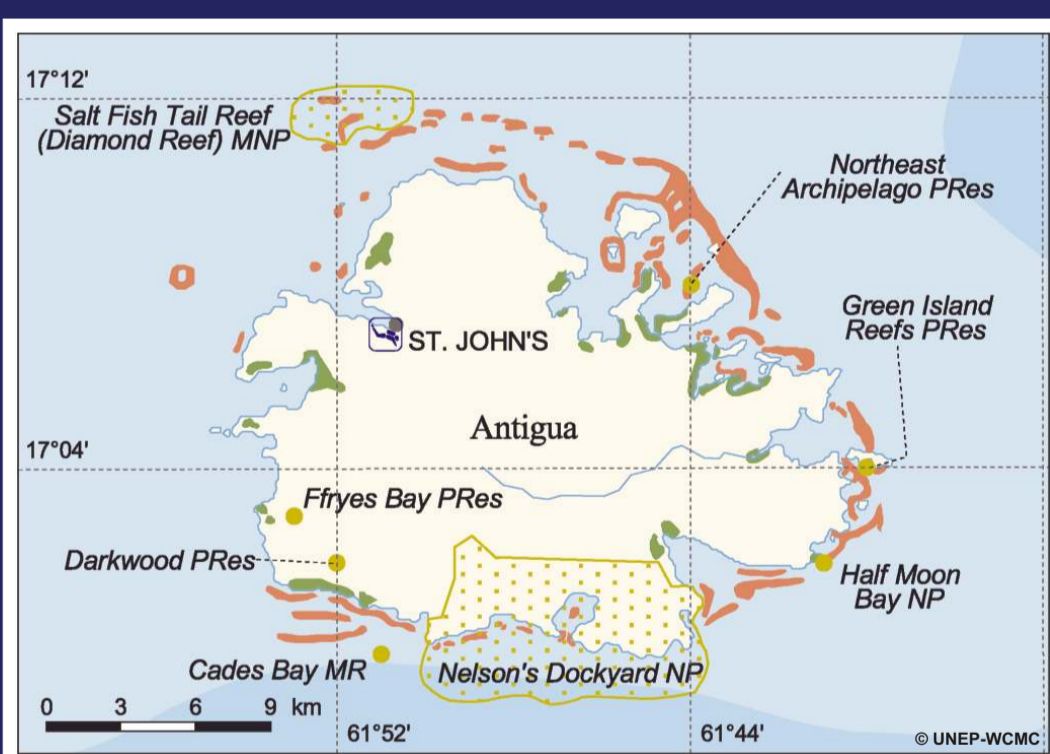 17°12'
Salt Fish Tail Reef
(Diamond Reef) MNP
Northeast
Archipelago PRes
Green Island
Reefs PRes
ST. JOHN'S
Antigua
17°04'
Ffryes Bay PRes
Darkwood PRes
Half Moon
Bay NP
Cades Bay MR
Nelson's Dockyard NP
0 3 6 9 km
61°52'
61°44'
© UNEP-WCMC